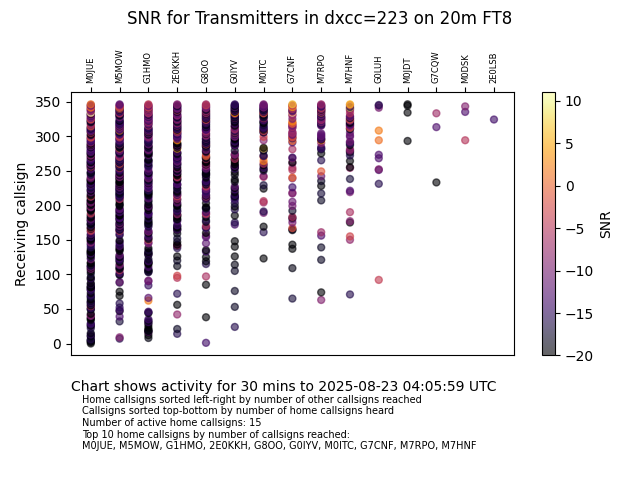 SNR for Transmitters in dxcc=223 on 20m FT8
M0JUE M5MOW G1HMO 2E0KKH G8OO G0IYV M0ITC G7CNF M7RPO M7HNF G0LUH M0JDT G7CQW M0DSK 2E0LSB
350
300
250
200
150
100
50
0
Receiving callsign
10
5
0
−5
−10
−15
−20
SNR
Chart shows activity for 30 mins to 2025-08-23 04:05:59 UTC
Home callsigns sorted left-right by number of other callsigns reached
Callsigns sorted top-bottom by number of home callsigns heard
Number of active home callsigns: 15
Top 10 home callsigns by number of callsigns reached:
M0JUE, M5MOW, G1HMO, 2E0KKH, G8OO, G0IYV, M0ITC, G7CNF, M7RPO, M7HNF